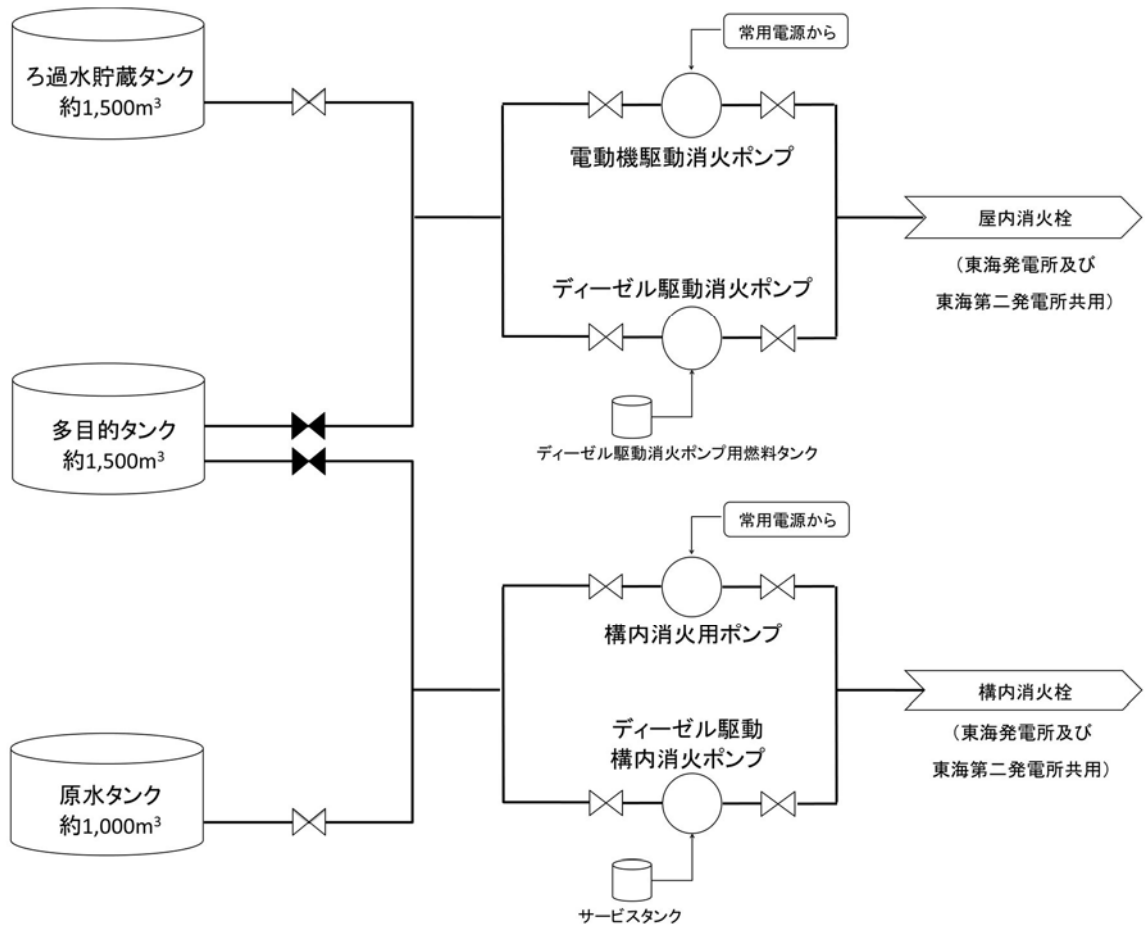 常用電源から
ろ過水貯蔵タンク
約1,500m³
電動機駆動消火ポンプ
屋内消火栓
（東海発電所及び
東海第二発電所共用）
ディーゼル駆動消火ポンプ
多目的タンク
約1,500m³
ディーゼル駆動消火ポンプ用燃料タンク
常用電源から
構内消火用ポンプ
構内消火栓
（東海発電所及び
東海第二発電所共用）
ディーゼル駆動
構内消火ポンプ
原水タンク
約1,000m³
サービスタンク